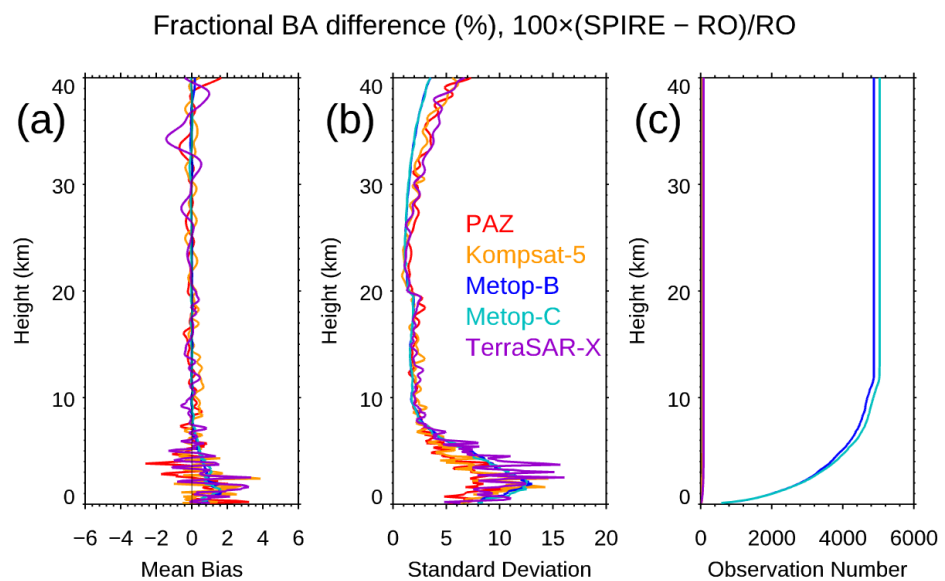 Fractional BA difference (%), 100×(SPIRE − RO)/RO
(a)
(b)
(c)
40
30
20
10
0
Height (km)
−6 −4 −2 0 2 4 6
Mean Bias
40
30
20
10
0
Height (km)
0 5 10 15 20
Standard Deviation
PAZ
Kompsat-5
Metop-B
Metop-C
TerraSAR-X
40
30
20
10
0
Height (km)
0 2000 4000 6000
Observation Number